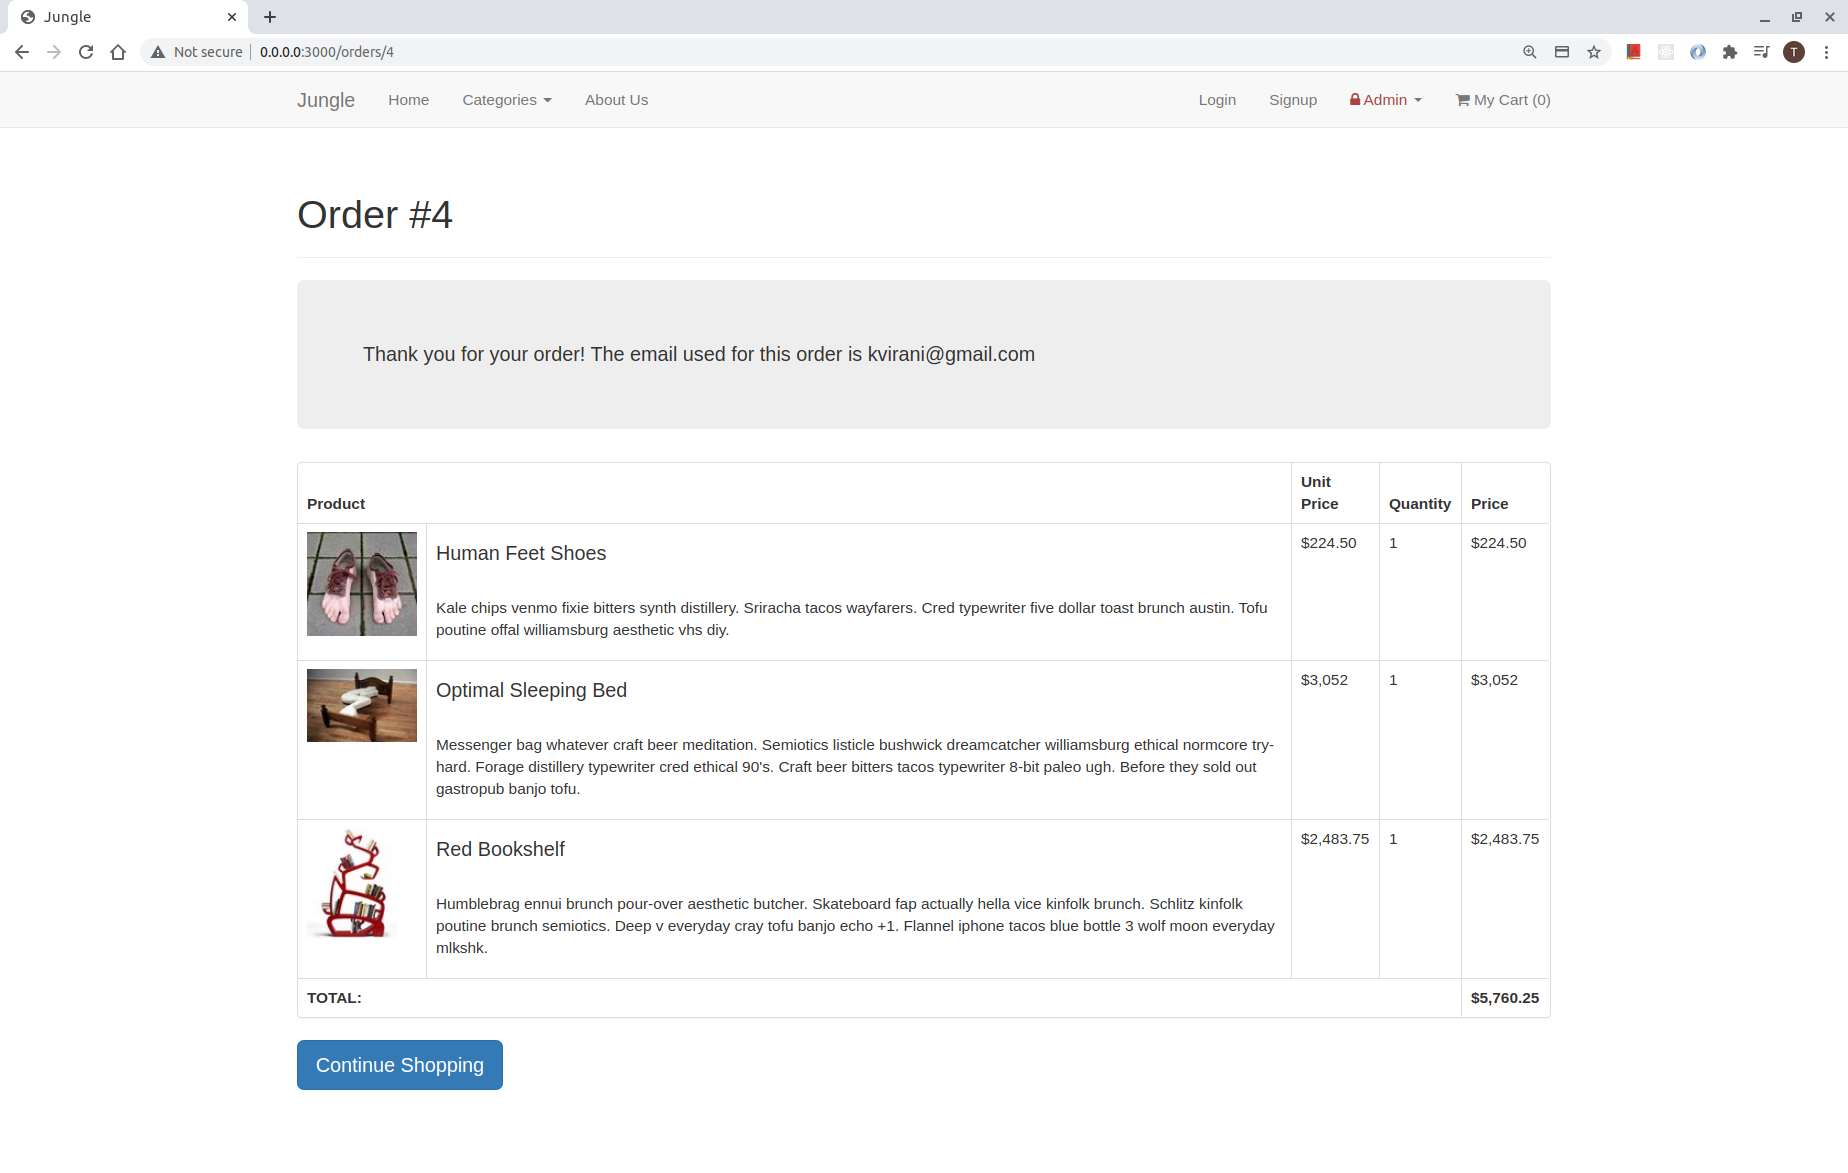 Jungle
Not secure 0.0.0.0:3000/orders/4
T
Jungle Home Categories About Us Login Signup Admin My Cart (0)
Order #4
Thank you for your order! The email used for this order is kvirani@gmail.com
Product Unit Price Quantity Price
Human Feet Shoes $224.50 1 $224.50
Kale chips venmo fixie bitters synth distillery. Sriracha tacos wayfarers. Cred typewriter five dollar toast brunch austin. Tofu
poutine offal williamsburg aesthetic vhs diy.
Optimal Sleeping Bed $3,052 1 $3,052
Messenger bag whatever craft beer meditation. Semiotics listicle bushwick dreamcatcher williamsburg ethical normcore try-
hard. Forage distillery typewriter cred ethical 90's. Craft beer bitters tacos typewriter 8-bit paleo ugh. Before they sold out
gastropub banjo tofu.
Red Bookshelf $2,483.75 1 $2,483.75
Humblebrag ennui brunch pour-over aesthetic butcher. Skateboard fap actually hella vice kinfolk brunch. Schlitz kinfolk
poutine brunch semiotics. Deep v everyday cray tofu banjo echo +1. Flannel iphone tacos blue bottle 3 wolf moon everyday
mlkshk.
TOTAL: $5,760.25
Continue Shopping